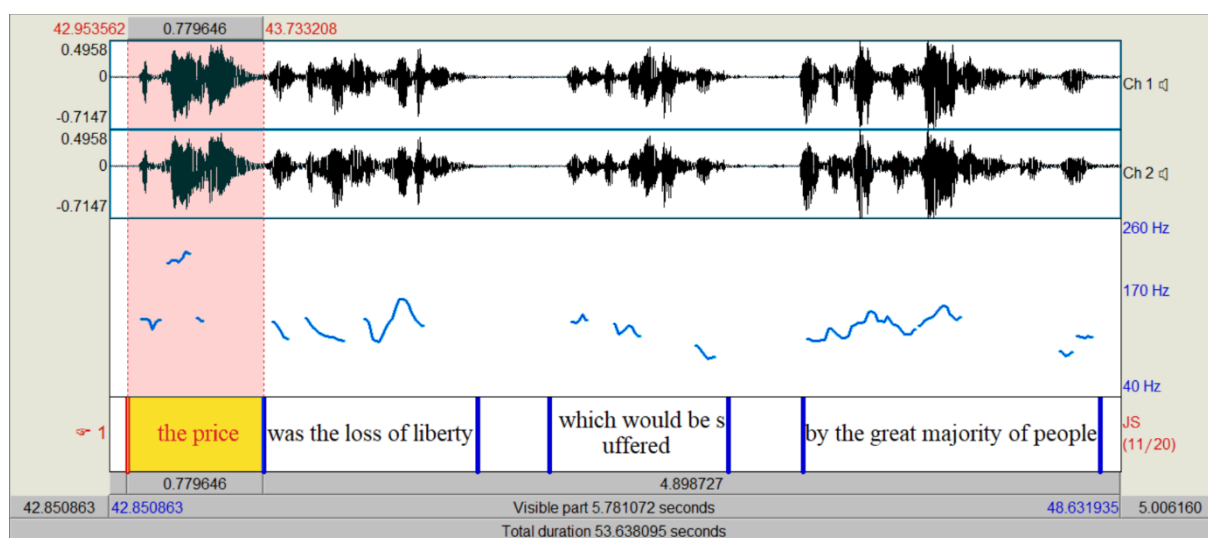 42.953562 0.779646 43.733208
0.4958
0
-0.7147
Ch 1
0.4958
0
-0.7147
Ch 2
260 Hz
170 Hz
40 Hz
1
the price
was the loss of liberty
which would be s
uffered
by the great majority of people
JS
(11/20)
0.779646 4.898727
42.850863 42.850863 Visible part 5.781072 seconds 48.631935 5.006160
Total duration 53.638095 seconds